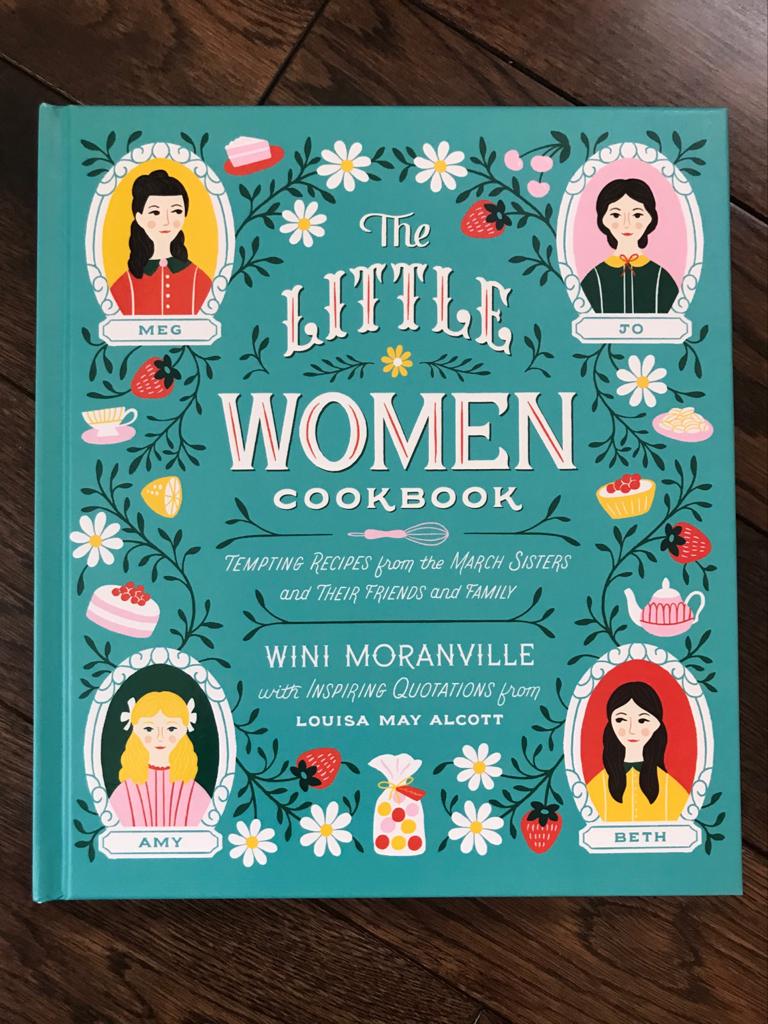 The
LITTLE
WOMEN
COOKBOOK
TEMPTING RECIPES from the MARCH SISTERS
and THEIR FRIENDS and FAMILY
WINI MORANVILLE
with INSPIRING QUOTATIONS from
LOUISA MAY ALCOTT
MEG
JO
AMY
BETH